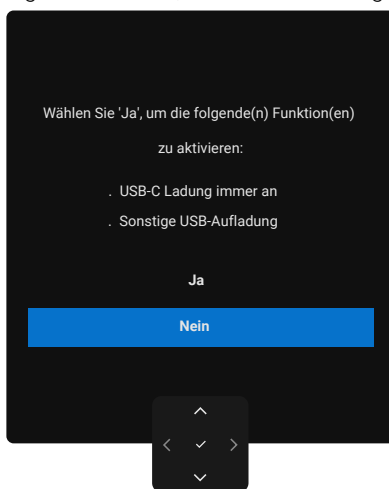 Wählen Sie 'Ja', um die folgende(n) Funktion(en)
zu aktivieren:
. USB-C Ladung immer an
. Sonstige USB-Aufladung
Ja
Nein